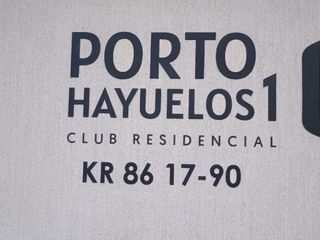 PORTO
HAYUELOS 1
CLUB RESIDENCIAL
KR 86 17-90